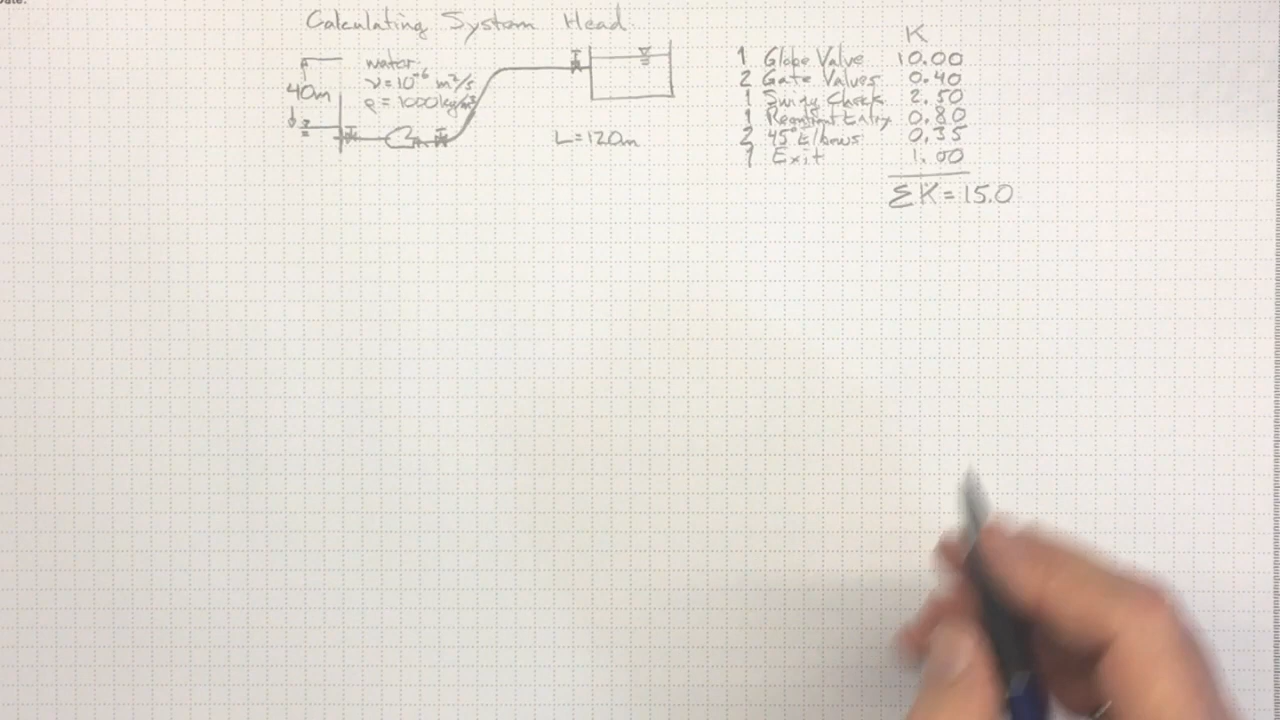 Calculating System Head
water
ν = 10⁻⁶ m²/s
ρ = 1000 kg/m³
40m
L = 120m
K
1 Globe Valve 10.00
2 Gate Valves 0.40
1 Swing Check 2.50
1 Reentrant Entry 0.80
2 45° Elbows 0.35
1 Exit 1.00
ΣK = 15.0